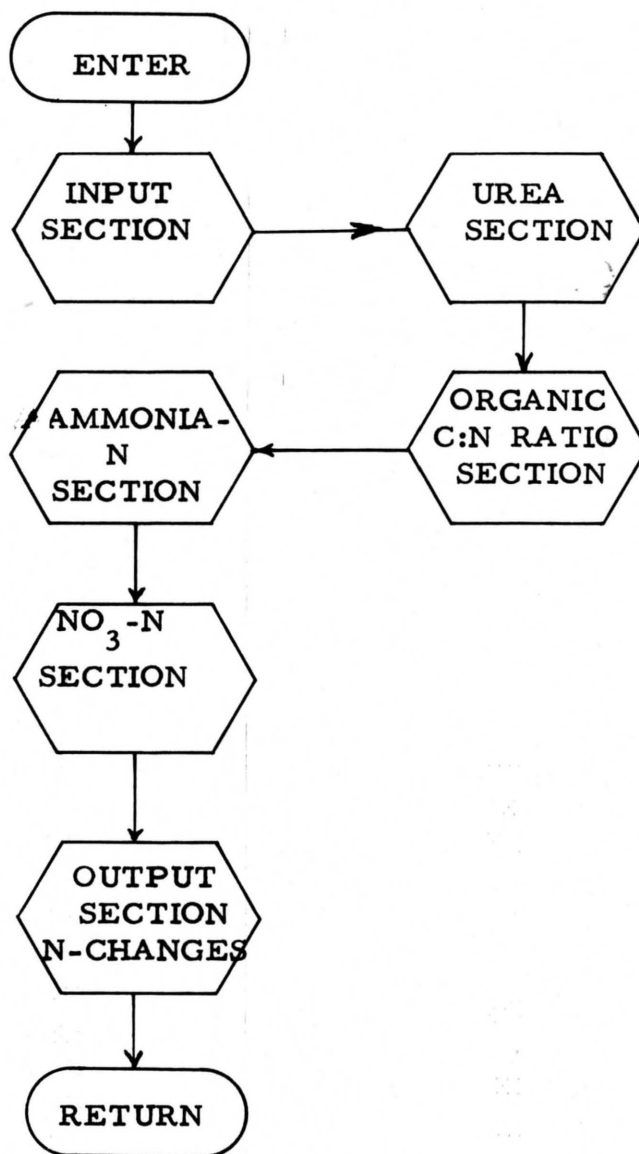 ENTER
INPUT
SECTION
UREA
SECTION
ORGANIC
C:N RATIO
SECTION
AMMONIA-
N
SECTION
NO3-N
SECTION
OUTPUT
SECTION
N-CHANGES
RETURN